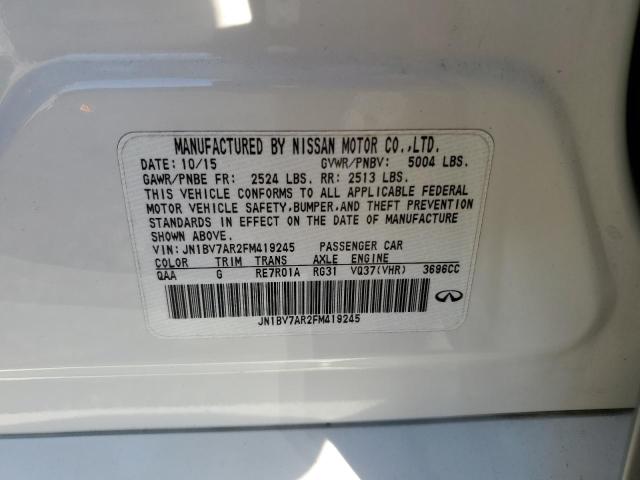 MANUFACTURED BY NISSAN MOTOR CO.,LTD.
DATE: 10/15 GVWR/PNBV: 5004 LBS.
GAWR/PNBE FR: 2524 LBS. RR: 2513 LBS.
THIS VEHICLE CONFORMS TO ALL APPLICABLE FEDERAL
MOTOR VEHICLE SAFETY,BUMPER,AND THEFT PREVENTION
STANDARDS IN EFFECT ON THE DATE OF MANUFACTURE
SHOWN ABOVE.
VIN:JN1BV7AR2FM419245 PASSENGER CAR
COLOR TRIM TRANS AXLE ENGINE
QAA G RE7R01A RG31 VQ37(VHR) 3696CC
JN1BV7AR2FM419245